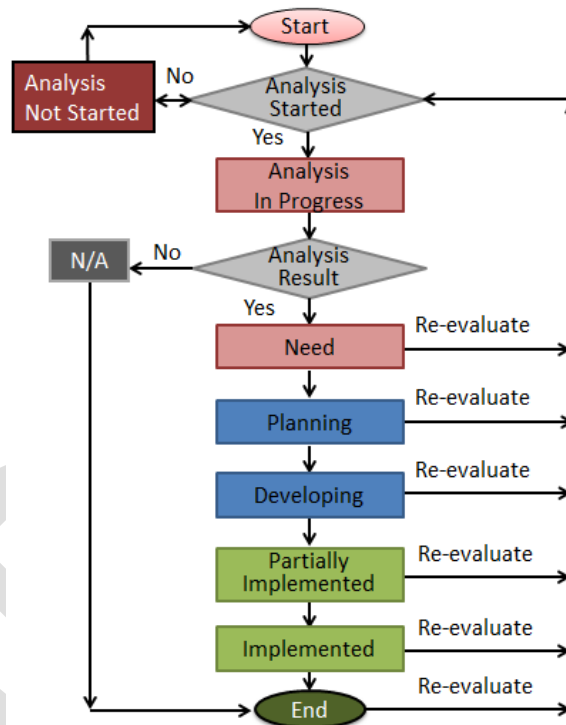 Start
Analysis
Not Started
No
Analysis
Started
Yes
Analysis
In Progress
N/A
No
Analysis
Result
Yes
Need
Re-evaluate
Planning
Re-evaluate
Developing
Re-evaluate
Partially
Implemented
Re-evaluate
Implemented
Re-evaluate
End
Re-evaluate